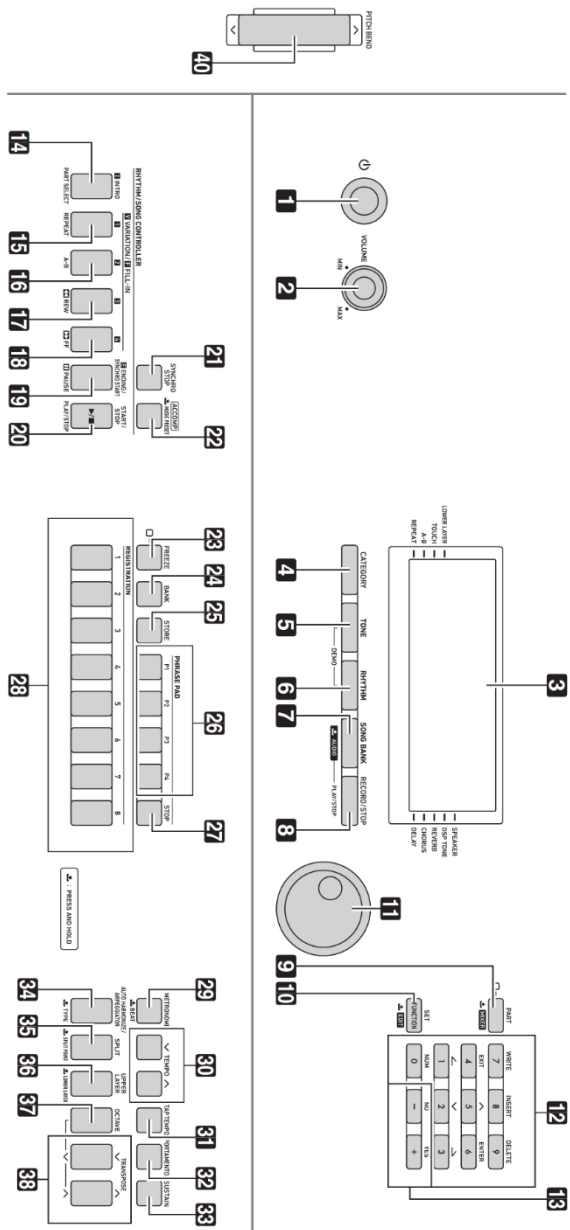 PITCH BEND
40
1
VOLUME
MIN
MAX
2
3
LOWER LAYER
TOUCH
A-B
REPEAT
SPEAKER
DSP TONE
REVERB
CHORUS
DELAY
CATEGORY
TONE
RHYTHM
SONG BANK
RECORD/STOP
DEMO
AUDIO
PLAY/STOP
4
5
6
7
8
11
9
PART
MIXER
10
SET
FUNCTION
EDIT
12
WRITE
INSERT
DELETE
7
8
9
EXIT
ENTER
4
5
6
1
2
3
NUM
NO
YES
0
−
+
13
RHYTHM/SONG CONTROLLER
V VARIATION/F FILL-IN
I INTRO
1
2
3
4
E ENDING/
SYNCHRO START
START/
STOP
PART SELECT
REPEAT
A-B
REW
FF
PAUSE
PLAY/STOP
14
15
16
17
18
19
20
21
SYNCHRO
STOP
22
ACCOMP
MODE PRESET
23
24
25
FREEZE
BANK
STORE
26
PHRASE PAD
P1
P2
P3
P4
STOP
27
REGISTRATION
1
2
3
4
5
6
7
8
28
: PRESS AND HOLD
29
30
31
32
33
METRONOME
BEAT
TEMPO
TAP TEMPO
PORTAMENTO
SUSTAIN
AUTO HARMONIZE/
ARPEGGIATOR
TYPE
SPLIT
SPLIT POINT
UPPER
LAYER
LOWER LAYER
OCTAVE
TRANSPOSE
34
35
36
37
38